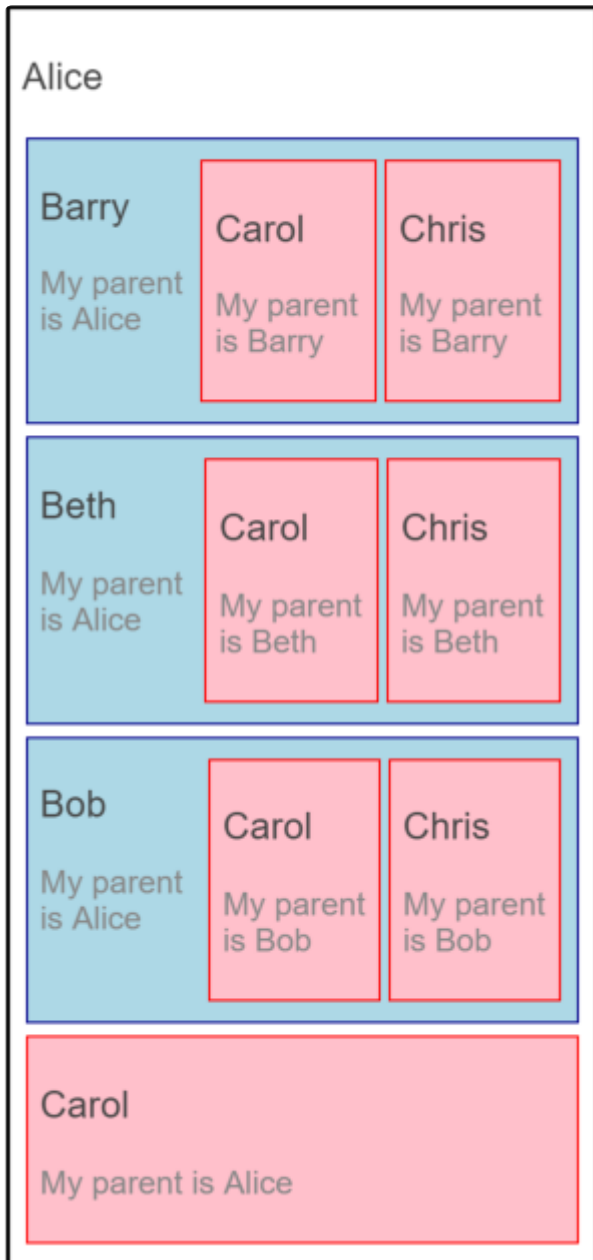 Alice
Barry
My parent
is Alice
Carol
My parent
is Barry
Chris
My parent
is Barry
Beth
My parent
is Alice
Carol
My parent
is Beth
Chris
My parent
is Beth
Bob
My parent
is Alice
Carol
My parent
is Bob
Chris
My parent
is Bob
Carol
My parent is Alice